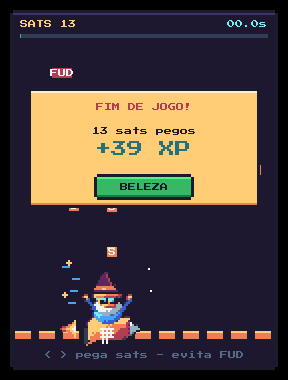 SATS 13
00.0s
FUD
FIM DE JOGO!
13 sats pegos
+39 XP
BELEZA
S
< > pega sats - evita FUD